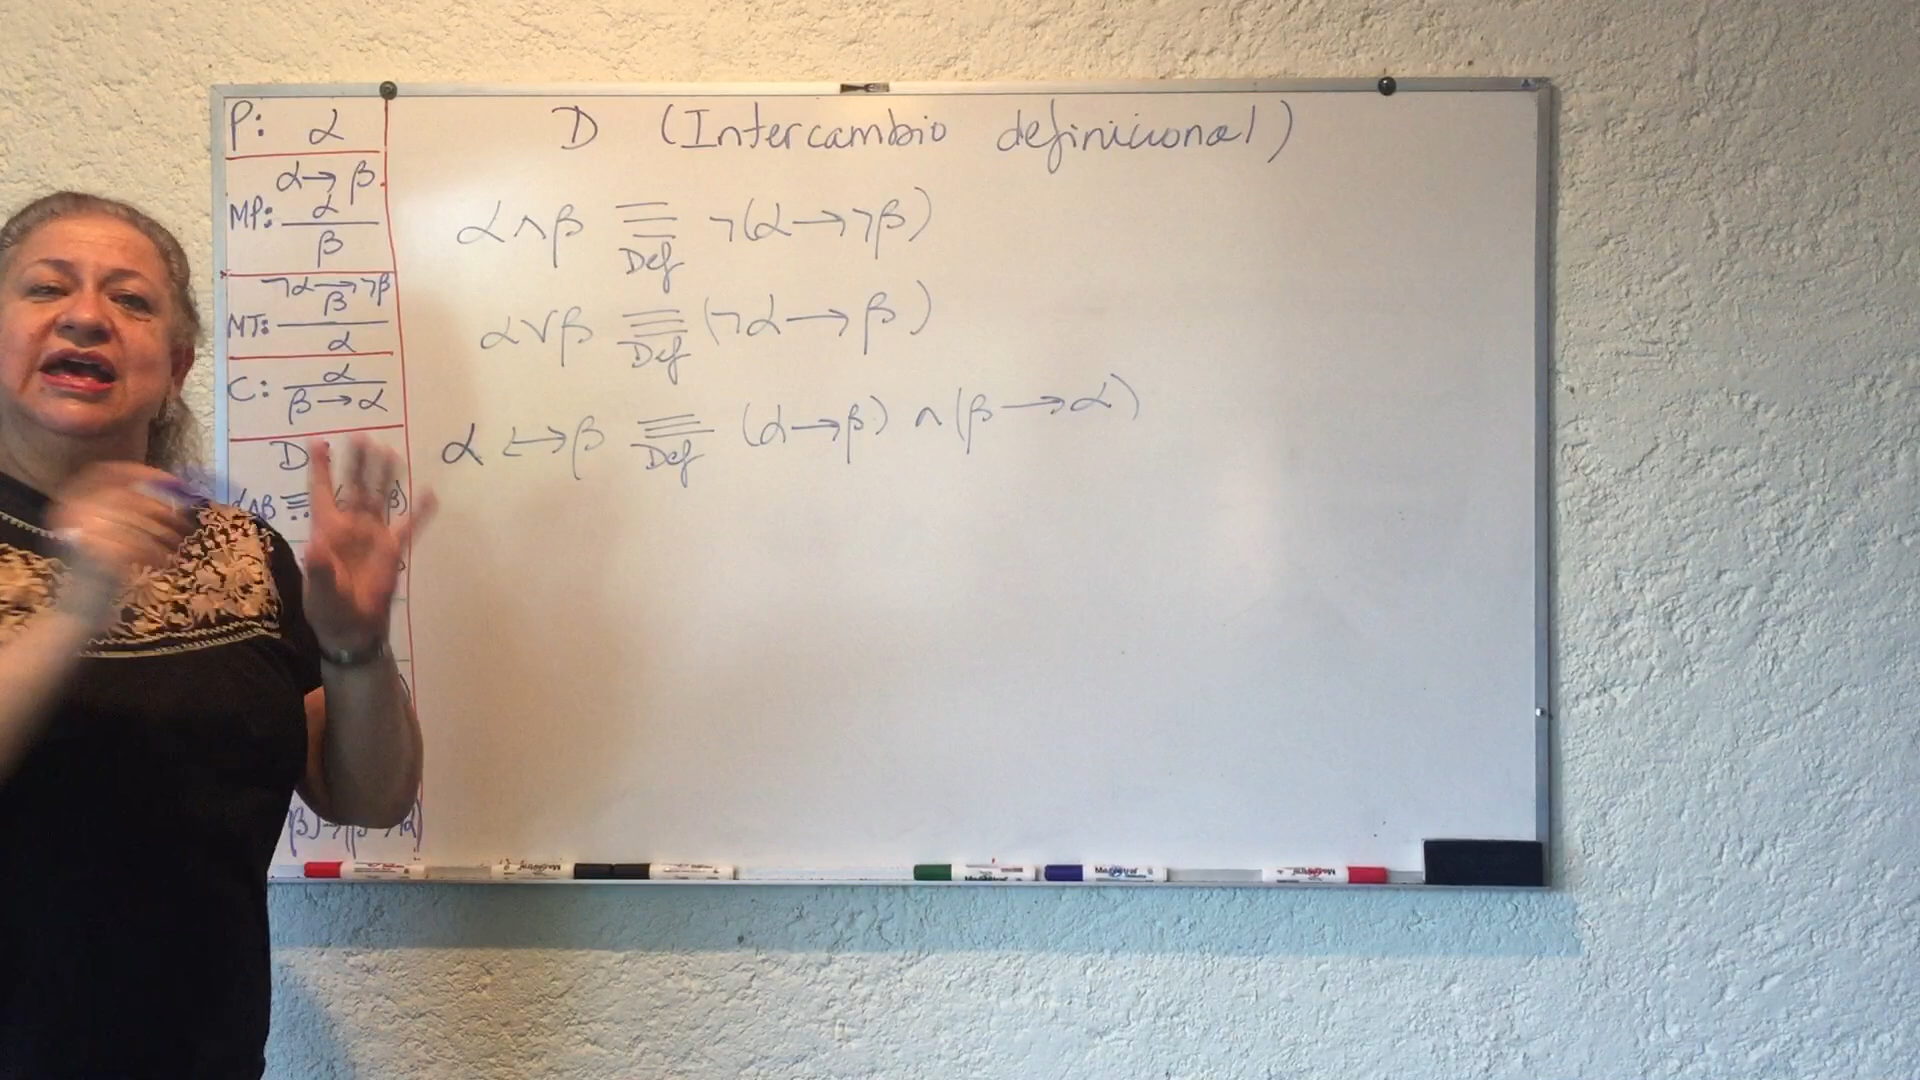 P: α
α→β
MP: α
β
¬α→¬β
β
MT:
α
C: α
β→α
D:
α∧β ≡ β)
D (Intercambio definicional)
α∧β ≡ ¬(α→¬β)
Def
α∨β ≡ (¬α→β)
Def
α↔β ≡ (α→β) ∧ (β→α)
Def